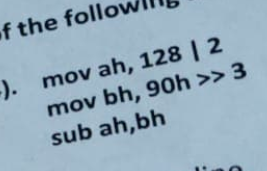 f the following
). mov ah, 128 | 2
mov bh, 90h >> 3
sub ah,bh